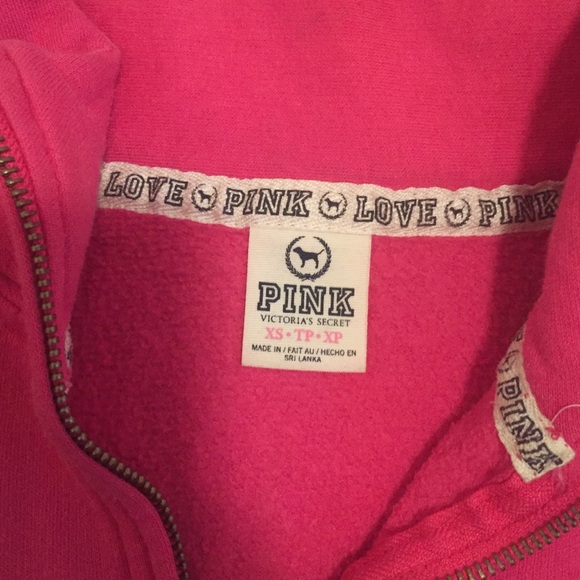 LOVE PINK LOVE PINK
PINK
VICTORIA'S SECRET
XS • TP • XP
MADE IN / FAIT AU / HECHO EN
SRI LANKA
PINK